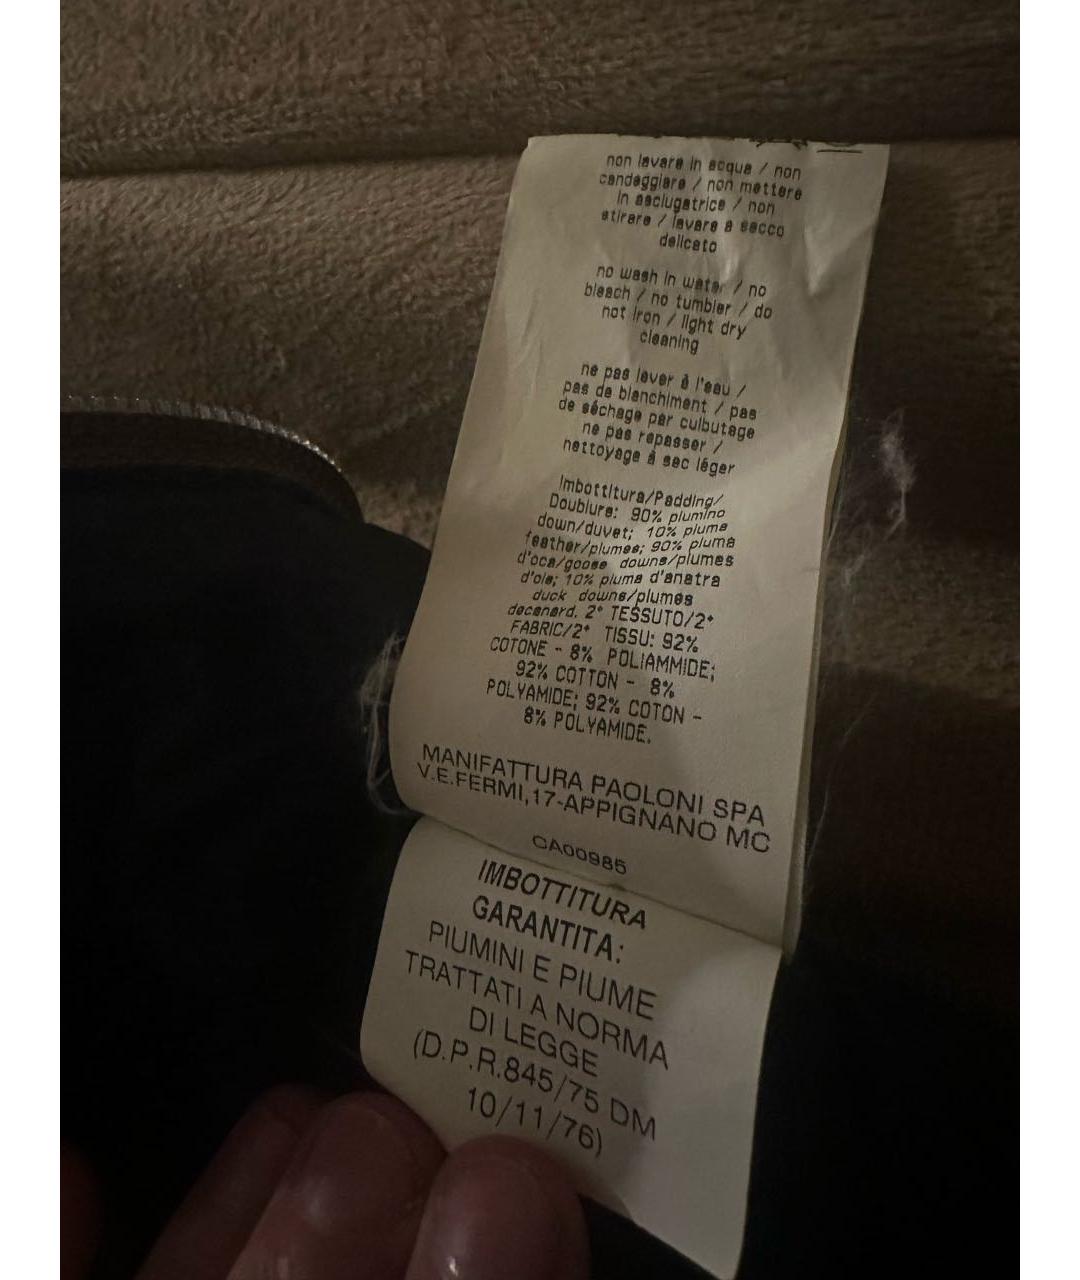 non lavare in acqua / non
candeggiare / non mettere
in asciugatrice / non
stirare / lavare a secco
delicato
no wash in water / no
bleach / no tumbler / do
not iron / light dry
cleaning
ne pas laver à l'eau /
pas de blanchiment / pas
de séchage par culbutage
ne pas repasser /
nettoyage à sec léger
Imbottitura/Padding/
Doublure: 90% piumino
down/duvet; 10% piuma
feather/plumes; 90% piuma
d'oca/goose downs/plumes
d'oie; 10% piuma d'anatra
duck downs/plumes
decanard. 2° TESSUTO/2°
FABRIC/2° TISSU: 92%
COTONE - 8% POLIAMMIDE;
92% COTTON - 8%
POLYAMIDE; 92% COTON -
8% POLYAMIDE.
MANIFATTURA PAOLONI SPA
V.E.FERMI,17-APPIGNANO MC
CA00985
IMBOTTITURA
GARANTITA:
PIUMINI E PIUME
TRATTATI A NORMA
DI LEGGE
(D.P.R.845/75 DM
10/11/76)